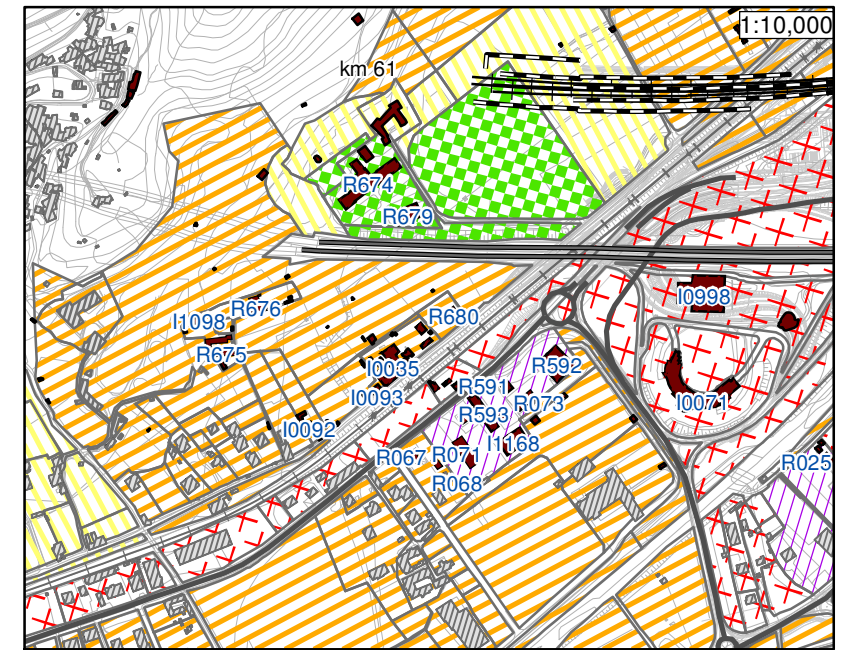 1:10,000
km 61
R674
R679
I0998
R676
I1098
R680
R675
I0035
R592
R591
I0093
R073
I0071
R593
I0092
I1168
R067
R071
R025
R068